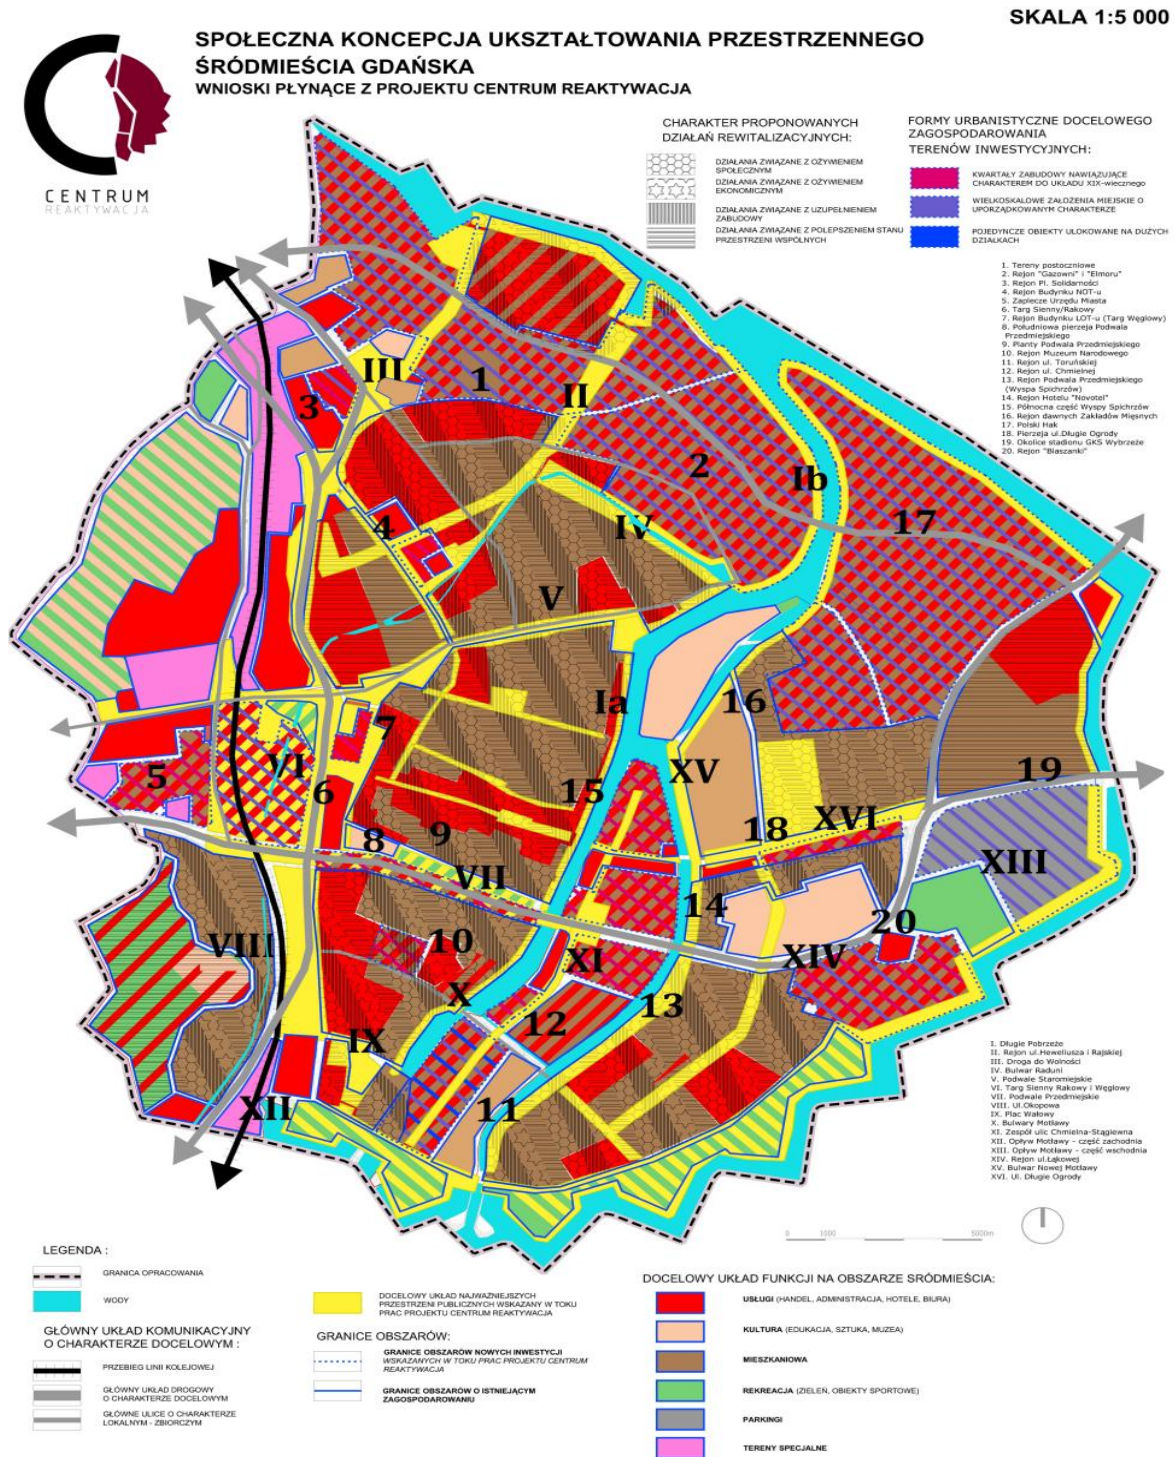 SKALA 1:5 000
SPOŁECZNA KONCEPCJA UKSZTAŁTOWANIA PRZESTRZENNEGO
ŚRÓDMIEŚCIA GDAŃSKA
WNIOSKI PŁYNĄCE Z PROJEKTU CENTRUM REAKTYWACJA
CENTRUM
REAKTYWACJA
CHARAKTER PROPONOWANYCH
DZIAŁAŃ REWITALIZACYJNYCH:
DZIAŁANIA ZWIĄZANE Z OŻYWIENIEM
SPOŁECZNYM
DZIAŁANIA ZWIĄZANE Z OŻYWIENIEM
EKONOMICZNYM
DZIAŁANIA ZWIĄZANE Z UZUPEŁNIENIEM
ZABUDOWY
DZIAŁANIA ZWIĄZANE Z POLEPSZENIEM STANU
PRZESTRZENI WSPÓLNYCH
FORMY URBANISTYCZNE DOCELOWEGO
ZAGOSPODAROWANIA
TERENÓW INWESTYCYJNYCH:
KWARTAŁY ZABUDOWY NAWIĄZUJĄCE
CHARAKTEREM DO UKŁADU XIX-wiecznego
WIELKOSKALOWE ZAŁOŻENIA MIEJSKIE O
UPORZĄDKOWANYM CHARAKTERZE
POJEDYNCZE OBIEKTY ULOKOWANE NA DUŻYCH
DZIAŁKACH
1. Tereny postoczniowe
2. Rejon "Gazowni" i "Elmoru"
3. Rejon Pl. Solidarności
4. Rejon Budynku NOT-u
5. Zaplecze Urzędu Miasta
6. Targ Sienny/Rakowy
7. Rejon Budynku LOT-u (Targ Węglowy)
8. Południowa pierzeja Podwala
Przedmiejskiego
9. Planty Podwala Przedmiejskiego
10. Rejon Muzeum Narodowego
11. Rejon ul. Toruńskiej
12. Rejon ul. Chmielnej
13. Rejon Podwala Przedmiejskiego
(Wyspa Spichrzów)
14. Rejon Hotelu "Novotel"
15. Północna część Wyspy Spichrzów
16. Rejon dawnych Zakładów Mięsnych
17. Polski Hak
18. Pierzeja ul.Długie Ogrody
19. Okolice stadionu GKS Wybrzeże
20. Rejon "Blaszanki"
III
1
II
3
2
Ib
17
4
IV
V
Ia
16
7
5
VI
6
15
XV
19
8
9
18
XVI
VII
XIII
14
20
VIII
10
XI
XIV
X
12
13
IX
XII
11
I. Długie Pobrzeże
II. Rejon ul.Heweliusza i Rajskiej
III. Droga do Wolności
IV. Bulwar Raduni
V. Podwale Staromiejskie
VI. Targ Sienny Rakowy i Węglowy
VII. Podwale Przedmiejskie
VIII. Ul.Okopowa
IX. Plac Wałowy
X. Bulwary Motławy
XI. Zespół ulic Chmielna-Stągiewna
XII. Opływ Motławy - część zachodnia
XIII. Opływ Motławy - część wschodnia
XIV. Rejon ul.Łąkowej
XV. Bulwar Nowej Motławy
XVI. Ul. Długie Ogrody
0 1000 5000m
LEGENDA :
GRANICA OPRACOWANIA
WODY
GŁÓWNY UKŁAD KOMUNIKACYJNY
O CHARAKTERZE DOCELOWYM :
PRZEBIEG LINII KOLEJOWEJ
GŁÓWNY UKŁAD DROGOWY
O CHARAKTERZE DOCELOWYM
GŁÓWNE ULICE O CHARAKTERZE
LOKALNYM - ZBIORCZYM
DOCELOWY UKŁAD NAJWAŻNIEJSZYCH
PRZESTRZENI PUBLICZNYCH WSKAZANY W TOKU
PRAC PROJEKTU CENTRUM REAKTYWACJA
GRANICE OBSZARÓW:
GRANICE OBSZARÓW NOWYCH INWESTYCJI
WSKAZANYCH W TOKU PRAC PROJEKTU CENTRUM
REAKTYWACJA
GRANICE OBSZARÓW O ISTNIEJĄCYM
ZAGOSPODAROWANIU
DOCELOWY UKŁAD FUNKCJI NA OBSZARZE SRÓDMIEŚCIA:
USŁUGI (HANDEL, ADMINISTRACJA, HOTELE, BIURA)
KULTURA (EDUKACJA, SZTUKA, MUZEA)
MIESZKANIOWA
REKREACJA (ZIELEŃ, OBIEKTY SPORTOWE)
PARKINGI
TERENY SPECJALNE